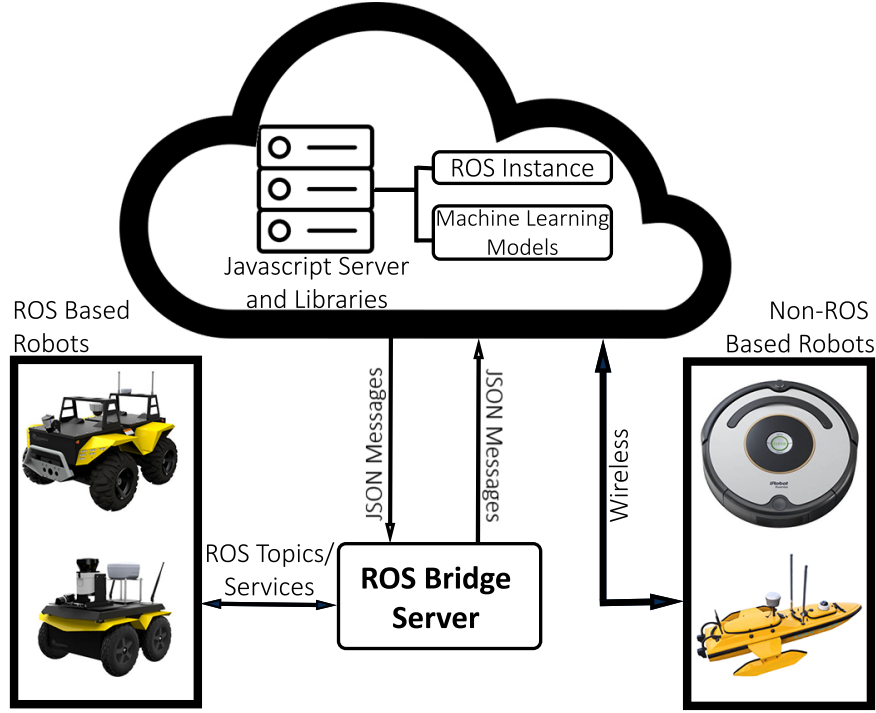 ROS Instance
Machine Learning
Models
Javascript Server
and Libraries
ROS Based
Robots
Non-ROS
Based Robots
JSON Messages
JSON Messages
Wireless
iRobot
ROS Topics/
Services
ROS Bridge
Server